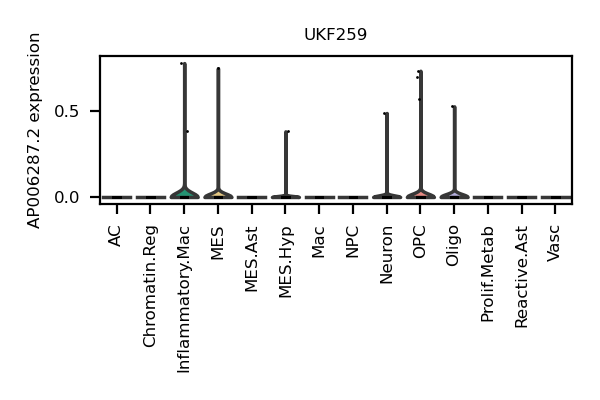 UKF259
AP006287.2 expression
0.5
0.0
AC
Chromatin.Reg
Inflammatory.Mac
MES
MES.Ast
MES.Hyp
Mac
NPC
Neuron
OPC
Oligo
Prolif.Metab
Reactive.Ast
Vasc